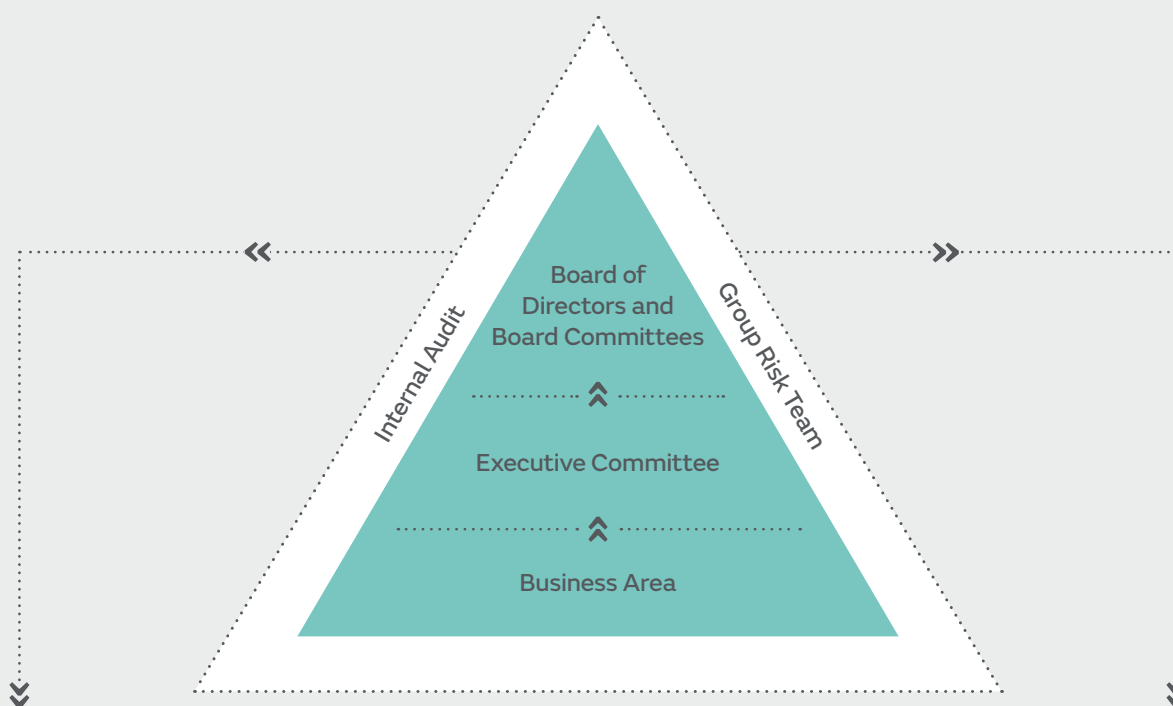 Board of
Directors and
Board Committees
Internal Audit
Group Risk Team
Executive Committee
Business Area